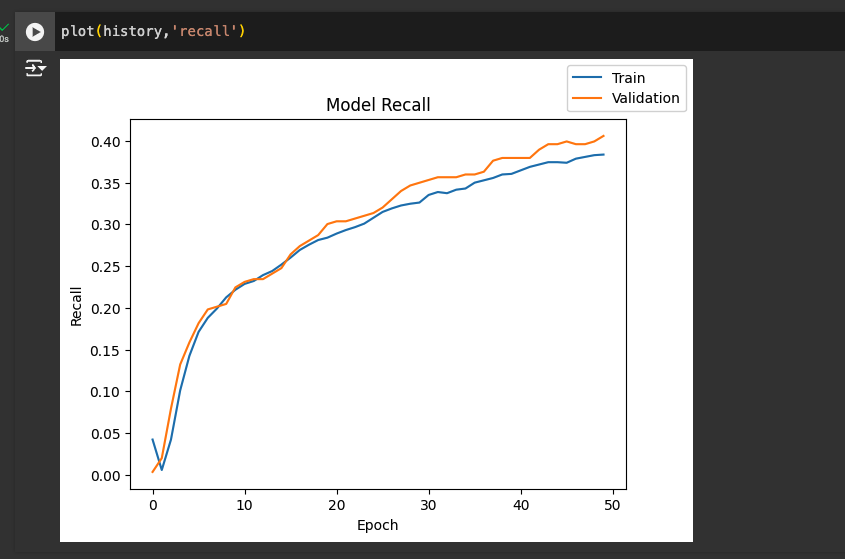 plot(history,'recall')
0s
Train
Validation
Model Recall
0.40
0.35
0.30
0.25
0.20
0.15
0.10
0.05
0.00
Recall
0 10 20 30 40 50
Epoch